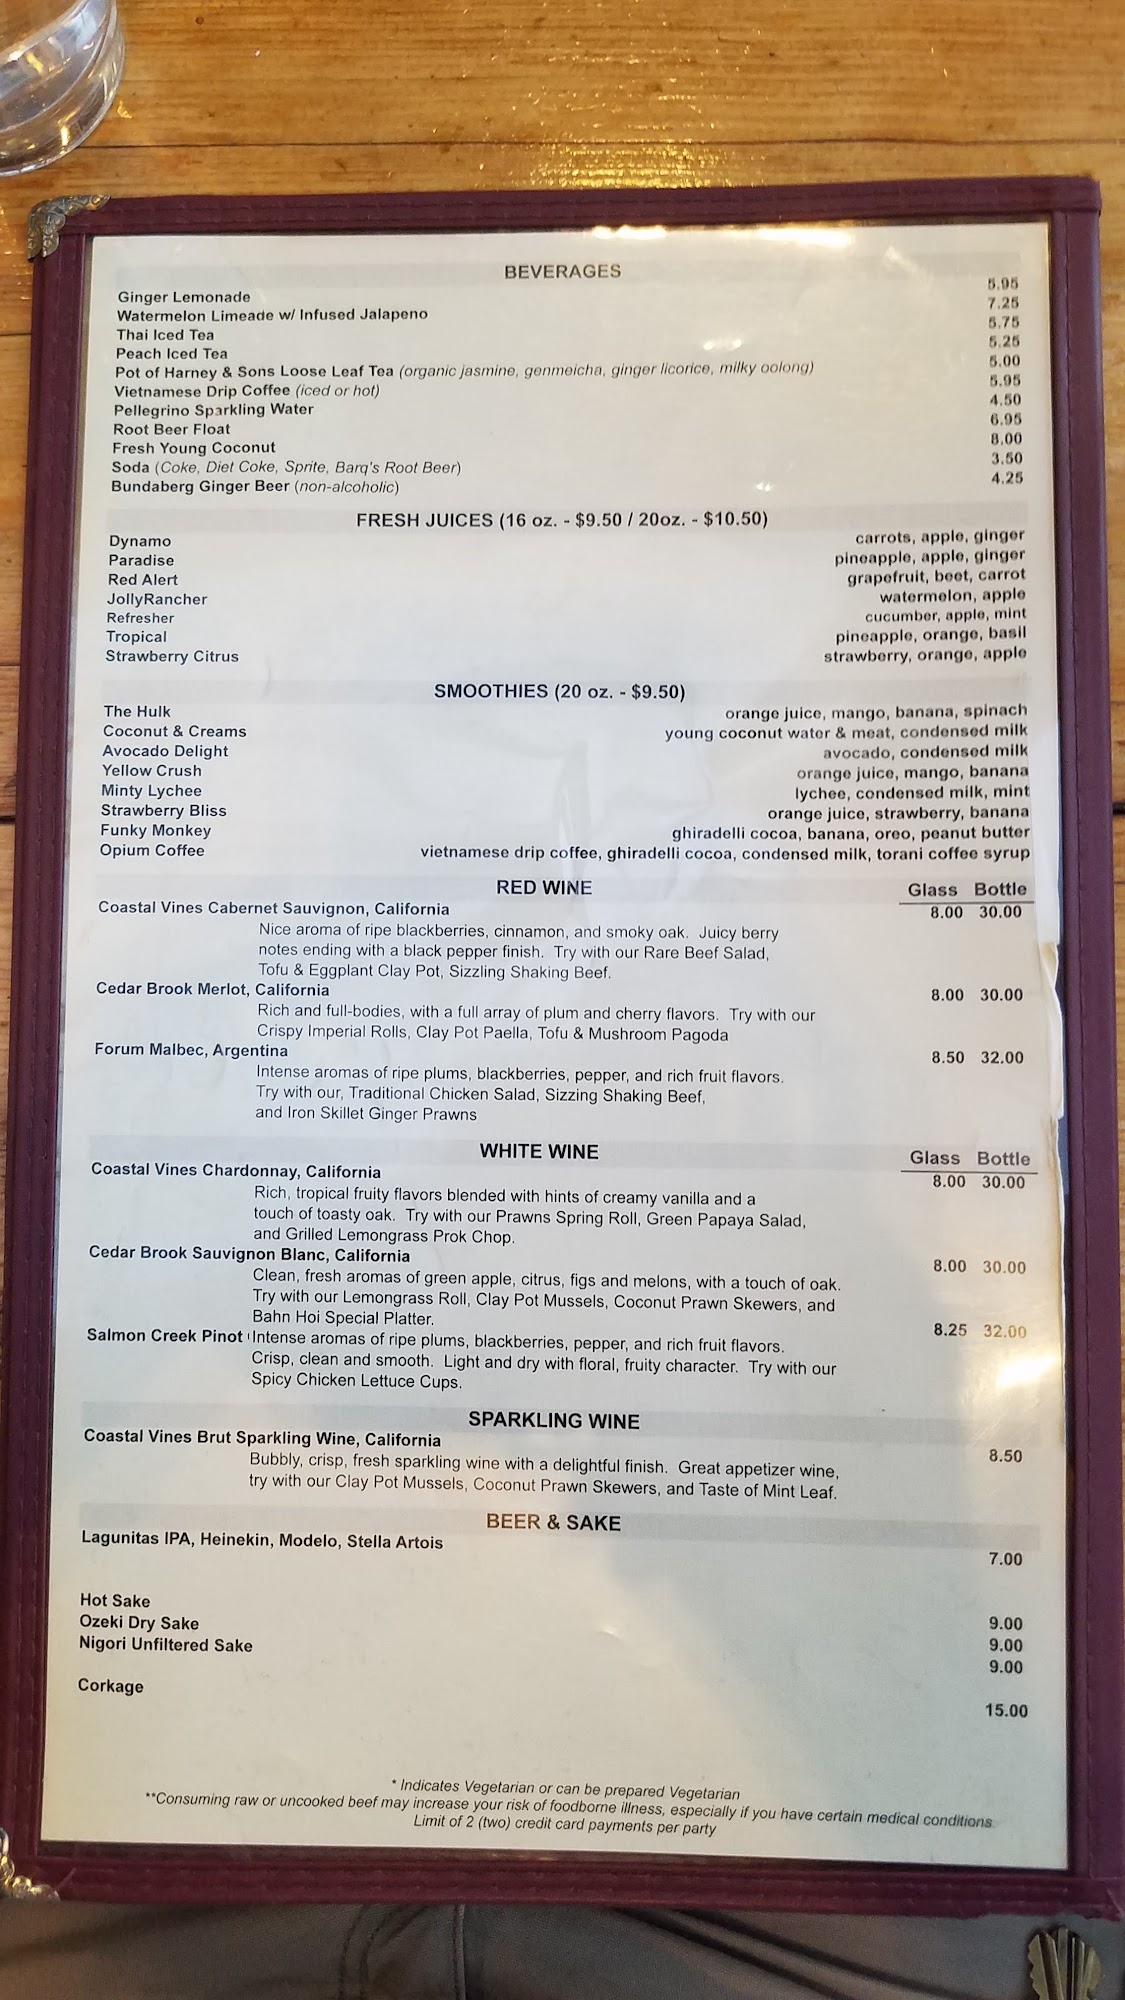 BEVERAGES
Ginger Lemonade 5.95
Watermelon Limeade w/ Infused Jalapeno 7.25
Thai Iced Tea 5.75
Peach Iced Tea 5.25
Pot of Harney & Sons Loose Leaf Tea (organic jasmine, genmeicha, ginger licorice, milky oolong) 5.00
Vietnamese Drip Coffee (iced or hot) 5.95
Pellegrino Sparkling Water 4.50
Root Beer Float 6.95
Fresh Young Coconut 8.00
Soda (Coke, Diet Coke, Sprite, Barq's Root Beer) 3.50
Bundaberg Ginger Beer (non-alcoholic) 4.25
FRESH JUICES (16 oz. - $9.50 / 20oz. - $10.50)
Dynamo carrots, apple, ginger
Paradise pineapple, apple, ginger
Red Alert grapefruit, beet, carrot
JollyRancher watermelon, apple
Refresher cucumber, apple, mint
Tropical pineapple, orange, basil
Strawberry Citrus strawberry, orange, apple
SMOOTHIES (20 oz. - $9.50)
The Hulk orange juice, mango, banana, spinach
Coconut & Creams young coconut water & meat, condensed milk
Avocado Delight avocado, condensed milk
Yellow Crush orange juice, mango, banana
Minty Lychee lychee, condensed milk, mint
Strawberry Bliss orange juice, strawberry, banana
Funky Monkey ghiradelli cocoa, banana, oreo, peanut butter
Opium Coffee vietnamese drip coffee, ghiradelli cocoa, condensed milk, torani coffee syrup
RED WINE Glass Bottle
Coastal Vines Cabernet Sauvignon, California 8.00 30.00
Nice aroma of ripe blackberries, cinnamon, and smoky oak. Juicy berry
notes ending with a black pepper finish. Try with our Rare Beef Salad,
Tofu & Eggplant Clay Pot, Sizzling Shaking Beef.
Cedar Brook Merlot, California 8.00 30.00
Rich and full-bodies, with a full array of plum and cherry flavors. Try with our
Crispy Imperial Rolls, Clay Pot Paella, Tofu & Mushroom Pagoda
Forum Malbec, Argentina 8.50 32.00
Intense aromas of ripe plums, blackberries, pepper, and rich fruit flavors.
Try with our, Traditional Chicken Salad, Sizzing Shaking Beef,
and Iron Skillet Ginger Prawns
WHITE WINE Glass Bottle
Coastal Vines Chardonnay, California 8.00 30.00
Rich, tropical fruity flavors blended with hints of creamy vanilla and a
touch of toasty oak. Try with our Prawns Spring Roll, Green Papaya Salad,
and Grilled Lemongrass Prok Chop.
Cedar Brook Sauvignon Blanc, California 8.00 30.00
Clean, fresh aromas of green apple, citrus, figs and melons, with a touch of oak.
Try with our Lemongrass Roll, Clay Pot Mussels, Coconut Prawn Skewers, and
Bahn Hoi Special Platter.
Salmon Creek Pinot Intense aromas of ripe plums, blackberries, pepper, and rich fruit flavors. 8.25 32.00
Crisp, clean and smooth. Light and dry with floral, fruity character. Try with our
Spicy Chicken Lettuce Cups.
SPARKLING WINE
Coastal Vines Brut Sparkling Wine, California 8.50
Bubbly, crisp, fresh sparkling wine with a delightful finish. Great appetizer wine,
try with our Clay Pot Mussels, Coconut Prawn Skewers, and Taste of Mint Leaf.
BEER & SAKE
Lagunitas IPA, Heinekin, Modelo, Stella Artois 7.00
Hot Sake 9.00
Ozeki Dry Sake 9.00
Nigori Unfiltered Sake 9.00
Corkage 15.00
* Indicates Vegetarian or can be prepared Vegetarian
**Consuming raw or uncooked beef may increase your risk of foodborne illness, especially if you have certain medical conditions.
Limit of 2 (two) credit card payments per party